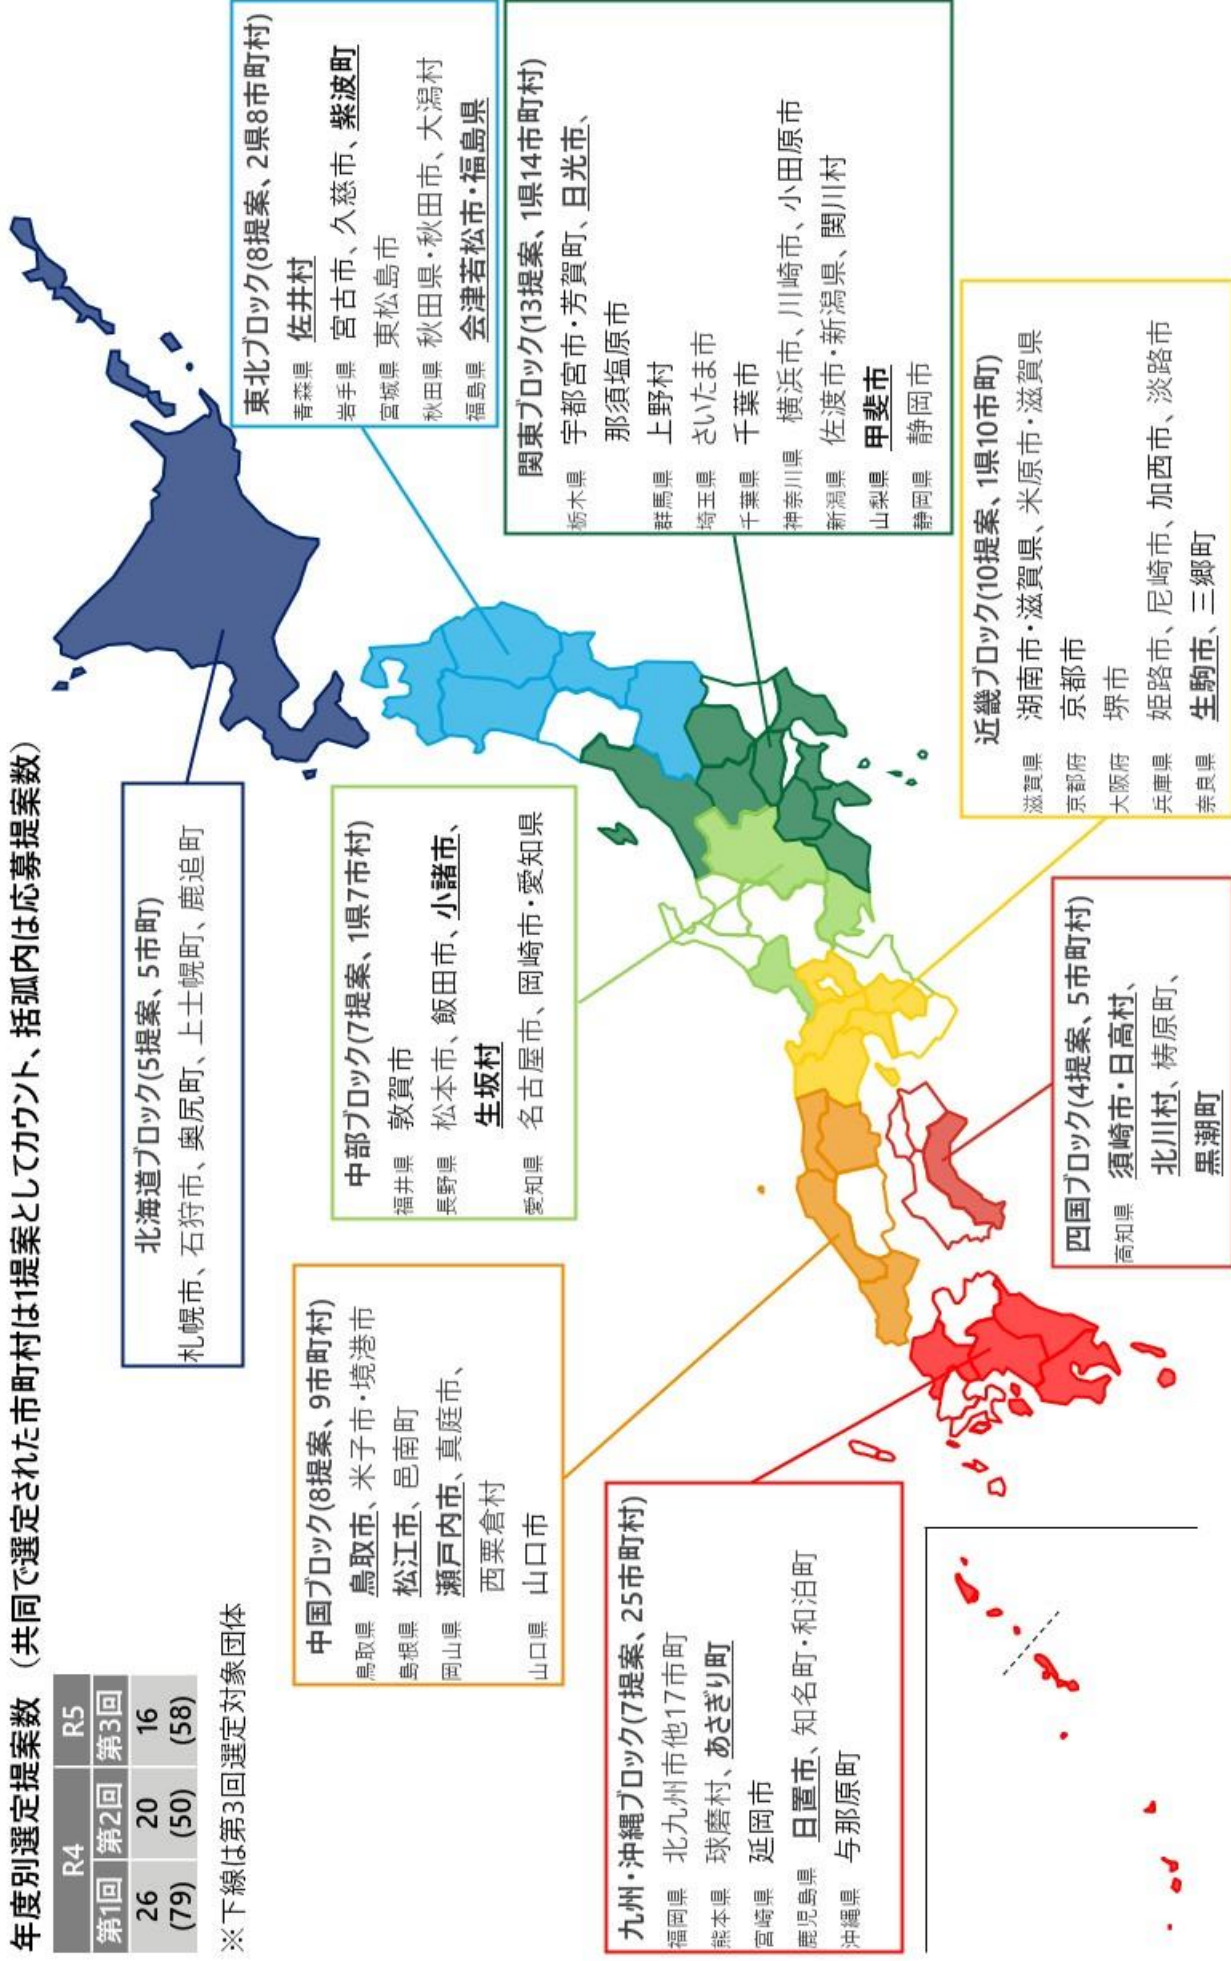 年度別選定提案数 (共同で選定された市町村は1提案としてカウント、括弧内は応募提案数)
R4 R5
第1回 第2回 第3回
26 20 16
(79) (50) (58)
※下線は第3回選定対象団体
北海道ブロック(5提案、5市町)
札幌市、石狩市、奥尻町、上士幌町、鹿追町
東北ブロック(8提案、2県8市町村)
青森県 佐井村
岩手県 宮古市、久慈市、紫波町
宮城県 東松島市
秋田県 秋田県・秋田市、大潟村
福島県 会津若松市・福島県
中部ブロック(7提案、1県7市村)
福井県 敦賀市
長野県 松本市、飯田市、小諸市、
生坂村
愛知県 名古屋市、岡崎市・愛知県
関東ブロック(13提案、1県14市町村)
栃木県 宇都宮市・芳賀町、日光市、
那須塩原市
群馬県 上野村
埼玉県 さいたま市
千葉県 千葉市
神奈川県 横浜市、川崎市、小田原市
新潟県 佐渡市・新潟県、関川村
山梨県 甲斐市
静岡県 静岡市
中国ブロック(8提案、9市町村)
鳥取県 鳥取市、米子市・境港市
島根県 松江市、邑南町
岡山県 瀬戸内市、真庭市、
西粟倉村
山口県 山口市
近畿ブロック(10提案、1県10市町)
滋賀県 湖南市・滋賀県、米原市・滋賀県
京都府 京都市
大阪府 堺市
兵庫県 姫路市、尼崎市、加西市、淡路市
奈良県 生駒市、三郷町
九州・沖縄ブロック(7提案、25市町村)
福岡県 北九州市他17市町
熊本県 球磨村、あさぎり町
宮崎県 延岡市
鹿児島県 日置市、知名町・和泊町
沖縄県 与那原町
四国ブロック(4提案、5市町村)
高知県 須崎市・日高村、
北川村、梼原町、
黒潮町